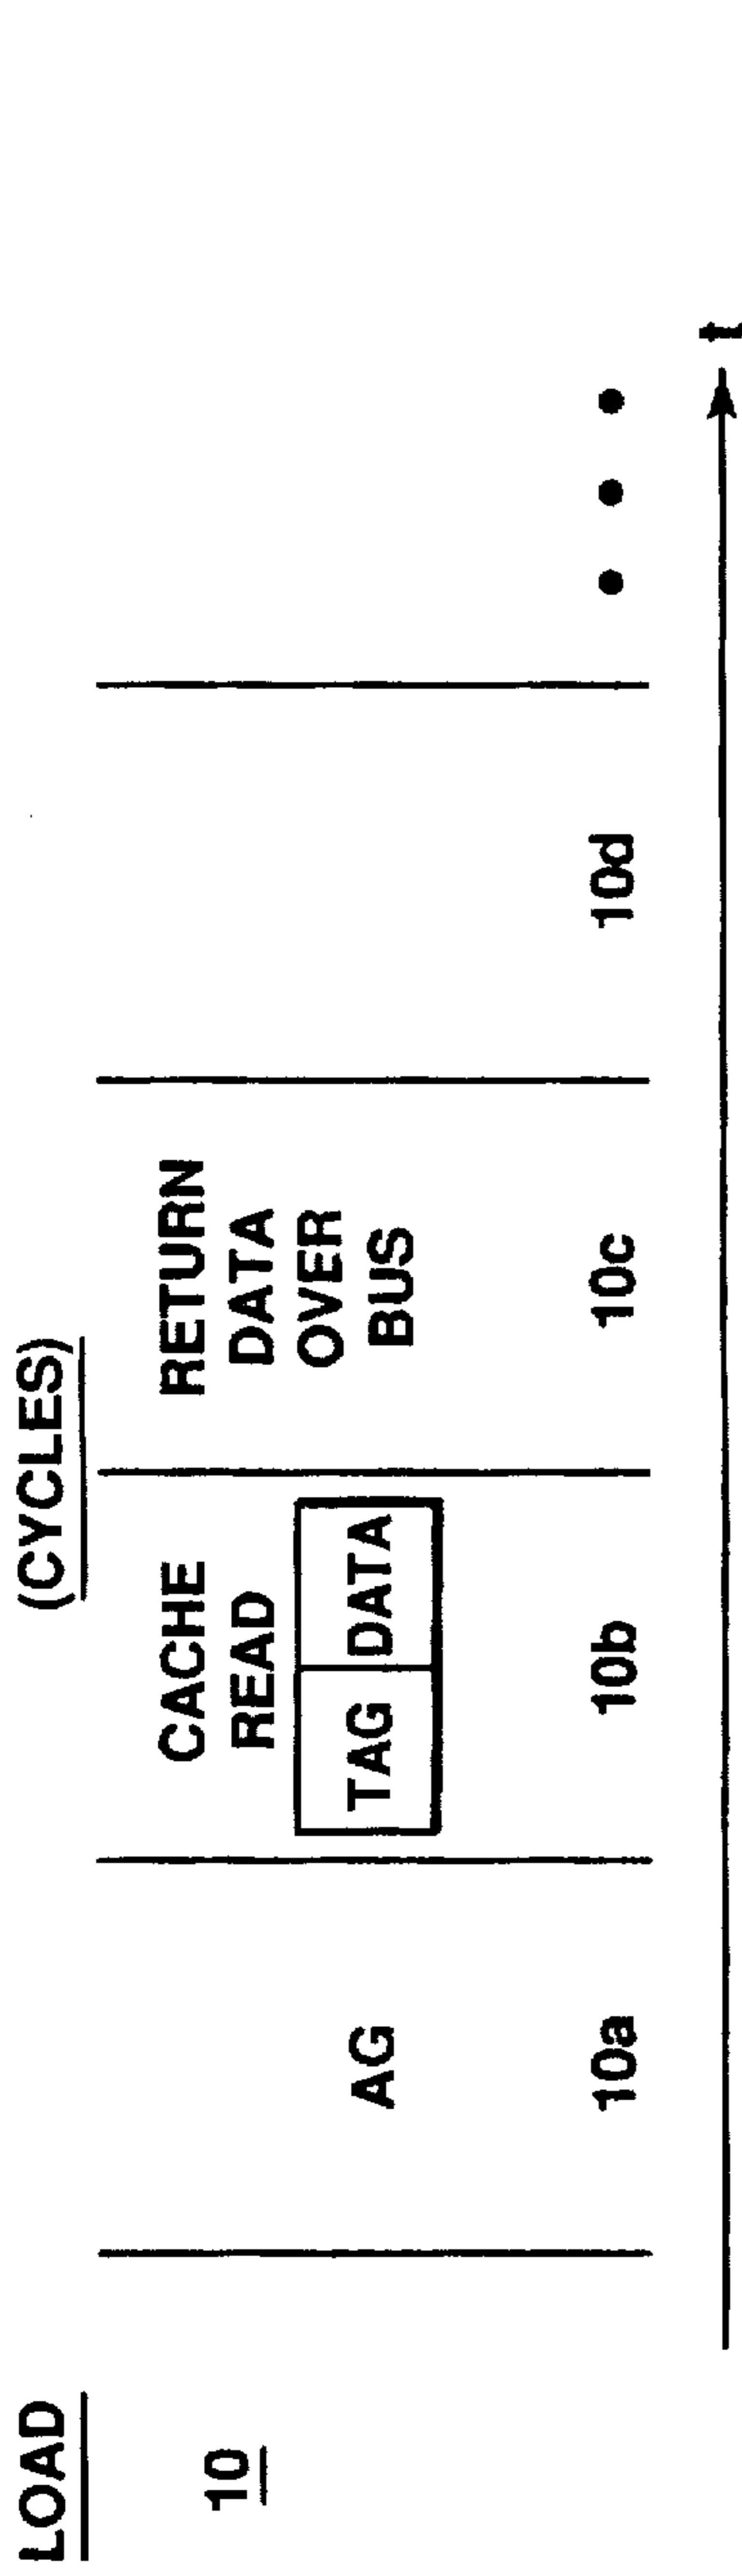 LOAD
(CYCLES)
10
AG
CACHE
READ
TAG DATA
RETURN
DATA
OVER
BUS
10a
10b
10c
10d
t